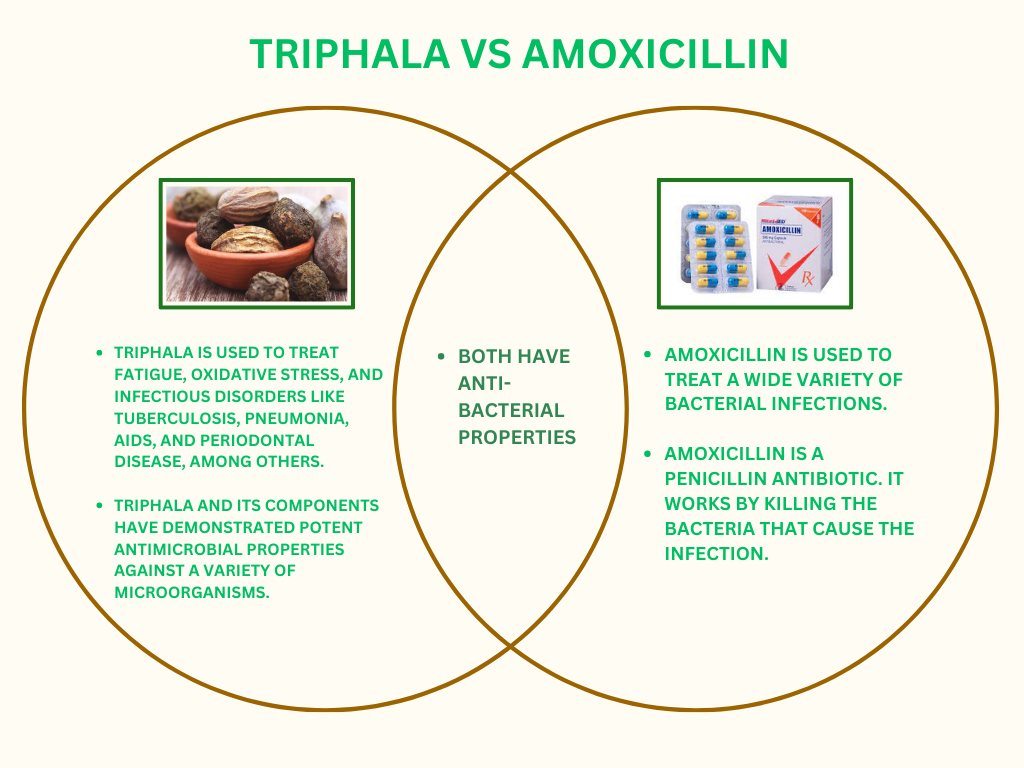 TRIPHALA VS AMOXICILLIN
• TRIPHALA IS USED TO TREAT
FATIGUE, OXIDATIVE STRESS, AND
INFECTIOUS DISORDERS LIKE
TUBERCULOSIS, PNEUMONIA,
AIDS, AND PERIODONTAL
DISEASE, AMONG OTHERS.
• TRIPHALA AND ITS COMPONENTS
HAVE DEMONSTRATED POTENT
ANTIMICROBIAL PROPERTIES
AGAINST A VARIETY OF
MICROORGANISMS.
• BOTH HAVE
ANTI-
BACTERIAL
PROPERTIES
AMOXICILLIN
Rx
• AMOXICILLIN IS USED TO
TREAT A WIDE VARIETY OF
BACTERIAL INFECTIONS.
• AMOXICILLIN IS A
PENICILLIN ANTIBIOTIC. IT
WORKS BY KILLING THE
BACTERIA THAT CAUSE THE
INFECTION.